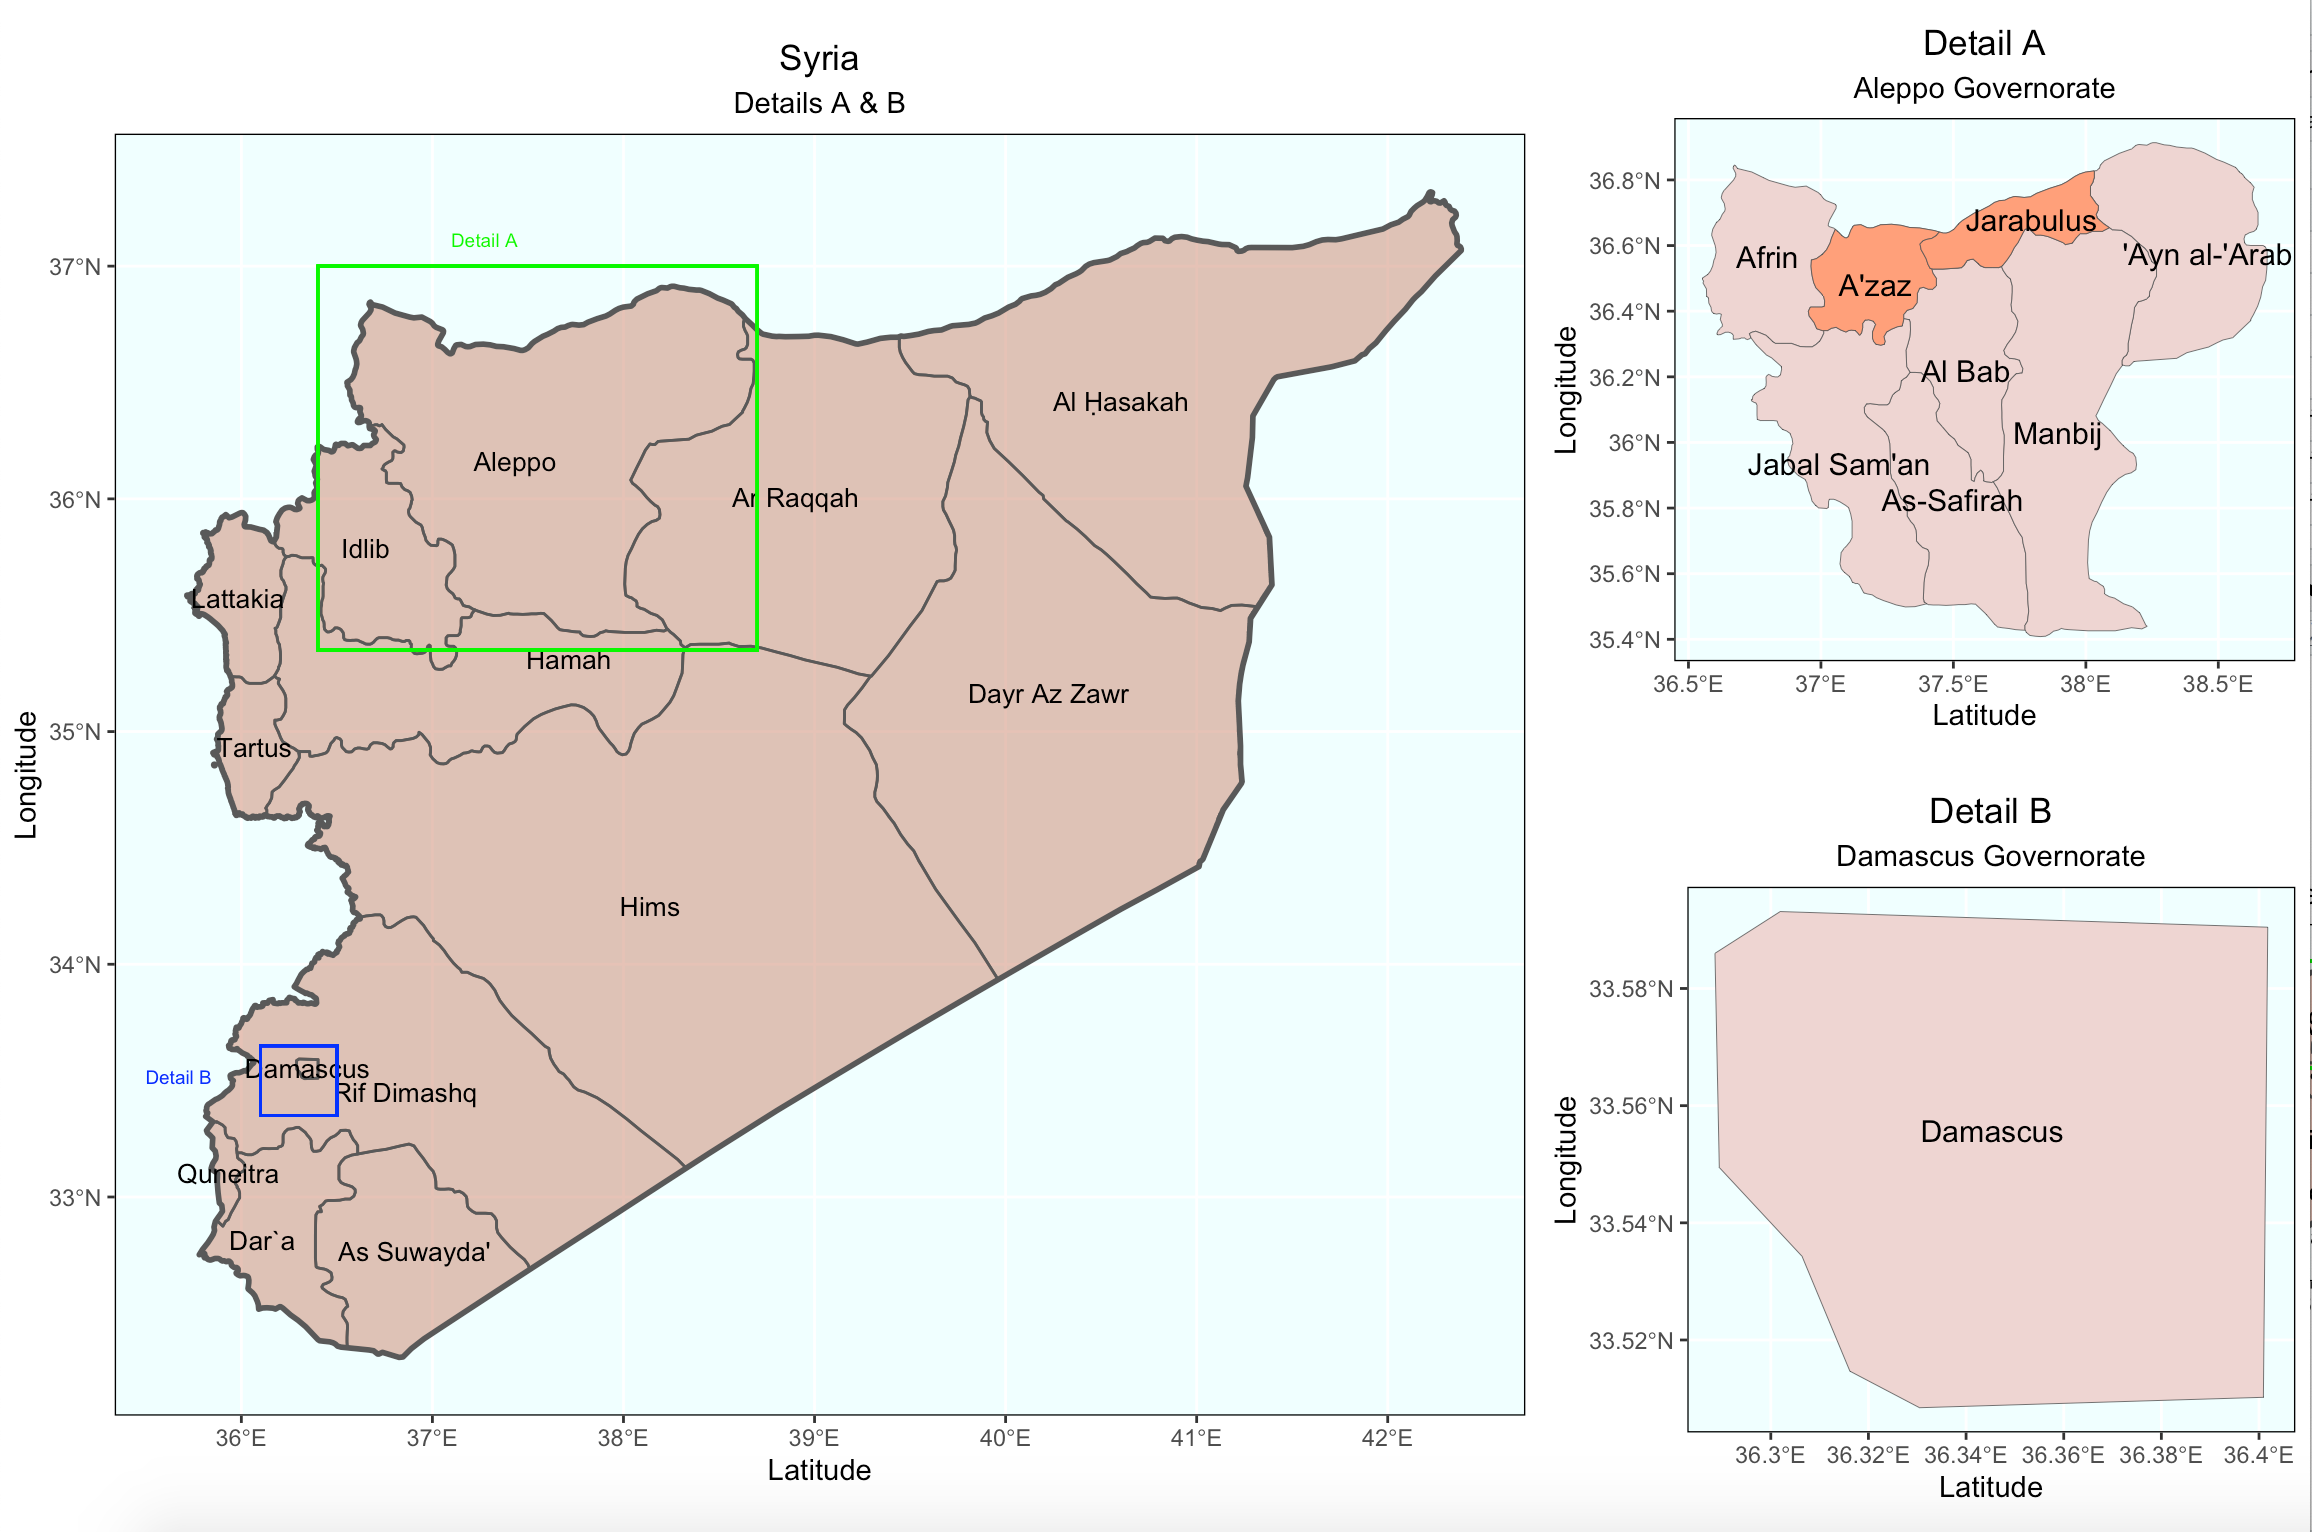 Syria
Details A & B
Detail A
37°N
36°N
35°N
34°N
33°N
Longitude
Al Ḥasakah
Aleppo
Ar Raqqah
Idlib
Lattakia
Hamah
Dayr Az Zawr
Tartus
Hims
Damascus
Detail B
Rif Dimashq
Quneitra
Dar`a
As Suwayda'
36°E 37°E 38°E 39°E 40°E 41°E 42°E
Latitude
Detail A
Aleppo Governorate
36.8°N
36.6°N
36.4°N
36.2°N
36°N
35.8°N
35.6°N
35.4°N
Longitude
Jarabulus
Afrin
'Ayn al-'Arab
A'zaz
Al Bab
Manbij
Jabal Sam'an
As-Safirah
36.5°E 37°E 37.5°E 38°E 38.5°E
Latitude
Detail B
Damascus Governorate
33.58°N
33.56°N
33.54°N
33.52°N
Longitude
Damascus
36.3°E 36.32°E 36.34°E 36.36°E 36.38°E 36.4°E
Latitude